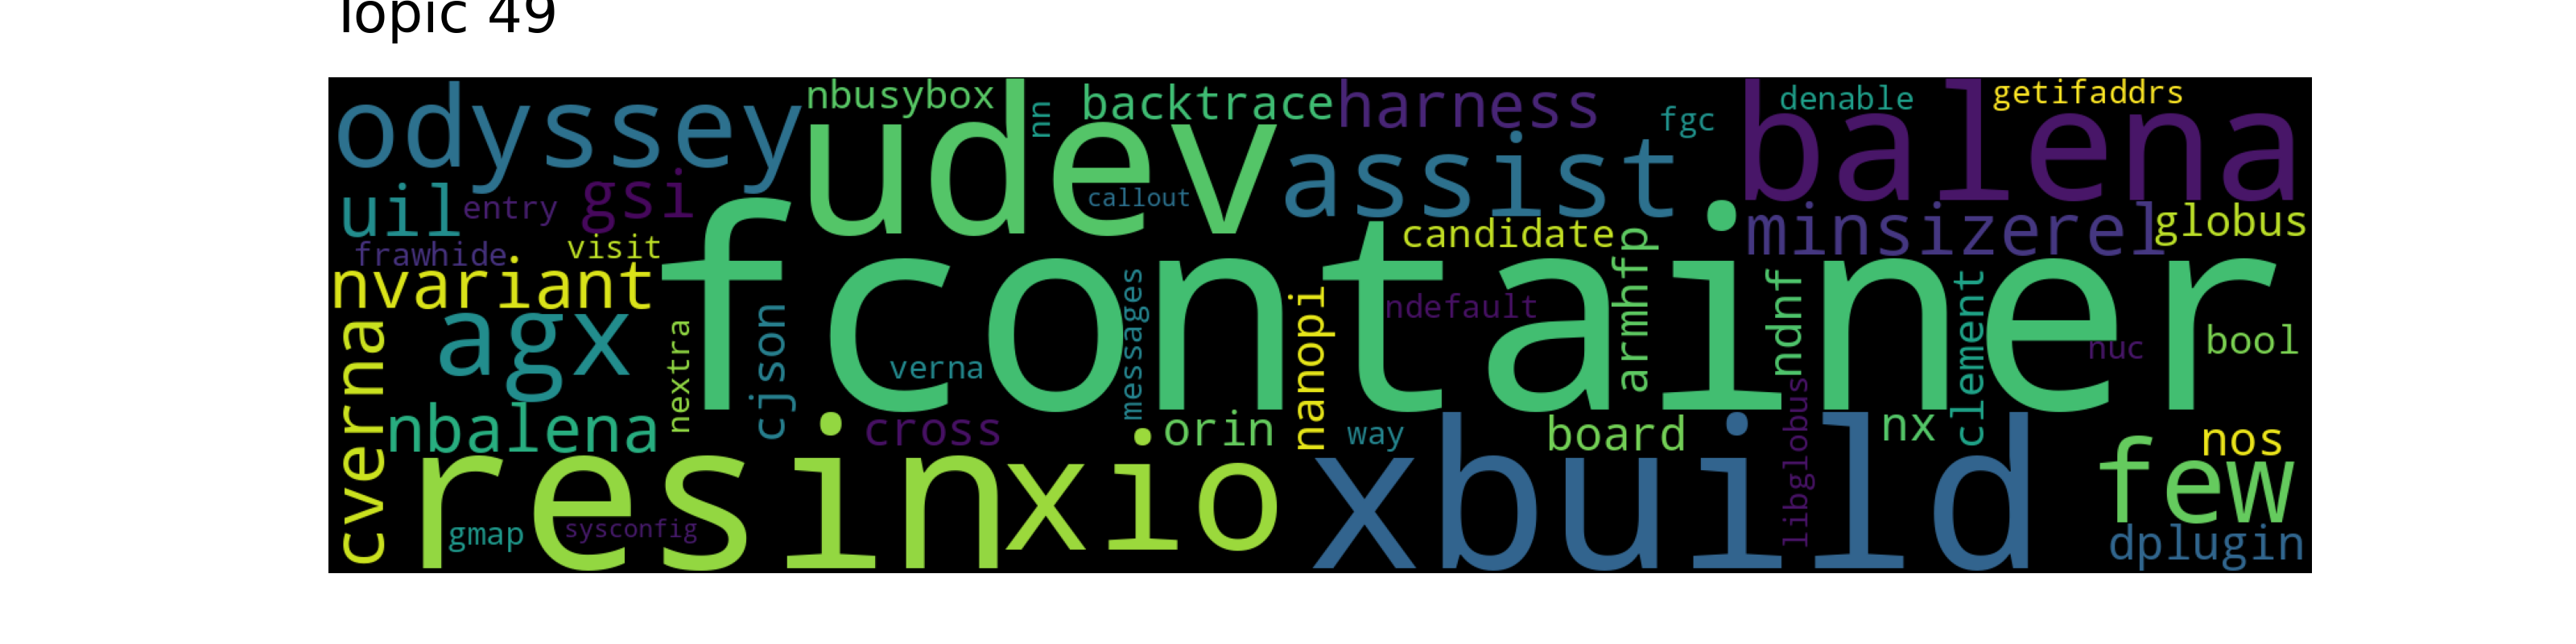 Topic 49
odyssey
nbusybox
udev
nn
backtrace
harness
fgc
denable
getifaddrs
balena
assist
callout
uil
entry
gsi
minsizerel
globus
candidate
frawhide
visit
nvariant
fcontainer
armhfp
messages
nanopi
ndefault
ndnf
clement
nuc
bool
agx
nextra
cjson
verna
cverna
nbalena
cross
orin
way
board
libglobus
nx
nos
few
resin
xio
xbuild
gmap
sysconfig
dplugin